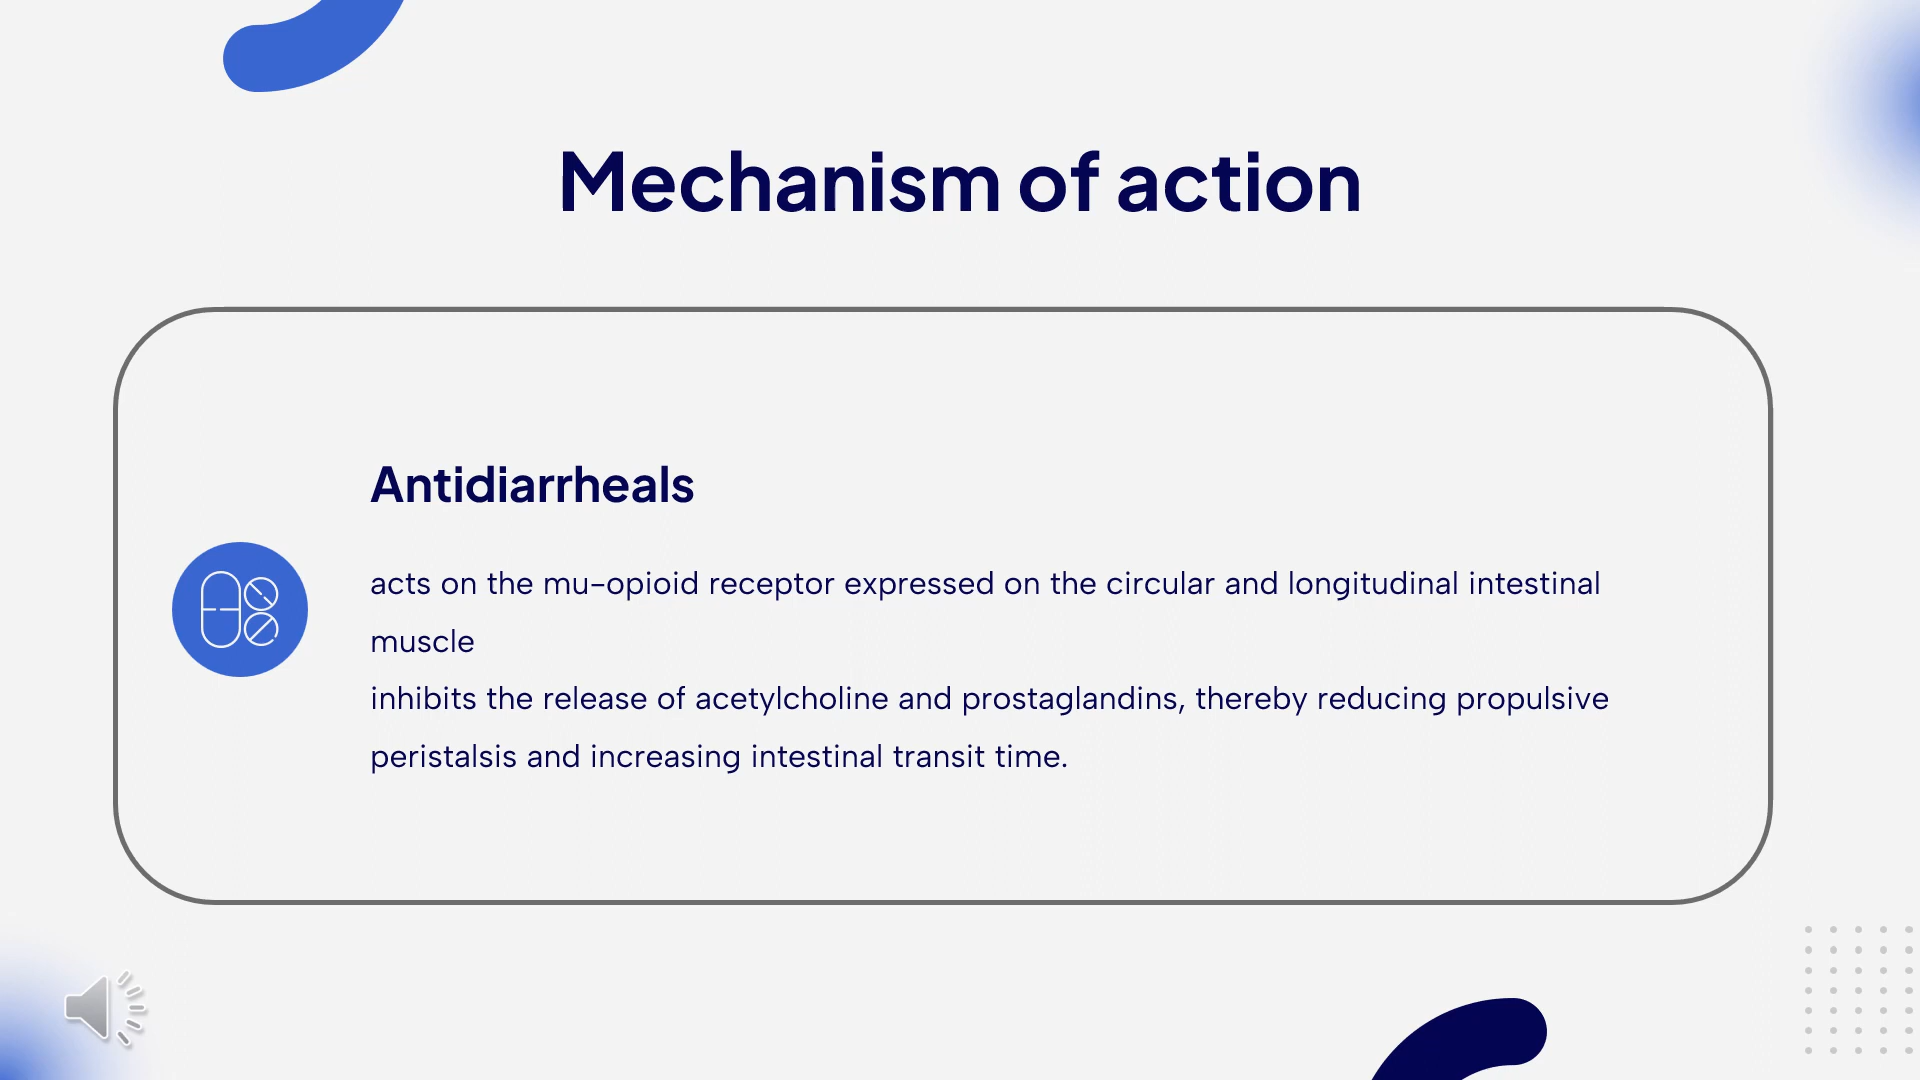 Mechanism of action
Antidiarrheals
acts on the mu-opioid receptor expressed on the circular and longitudinal intestinal
muscle
inhibits the release of acetylcholine and prostaglandins, thereby reducing propulsive
peristalsis and increasing intestinal transit time.